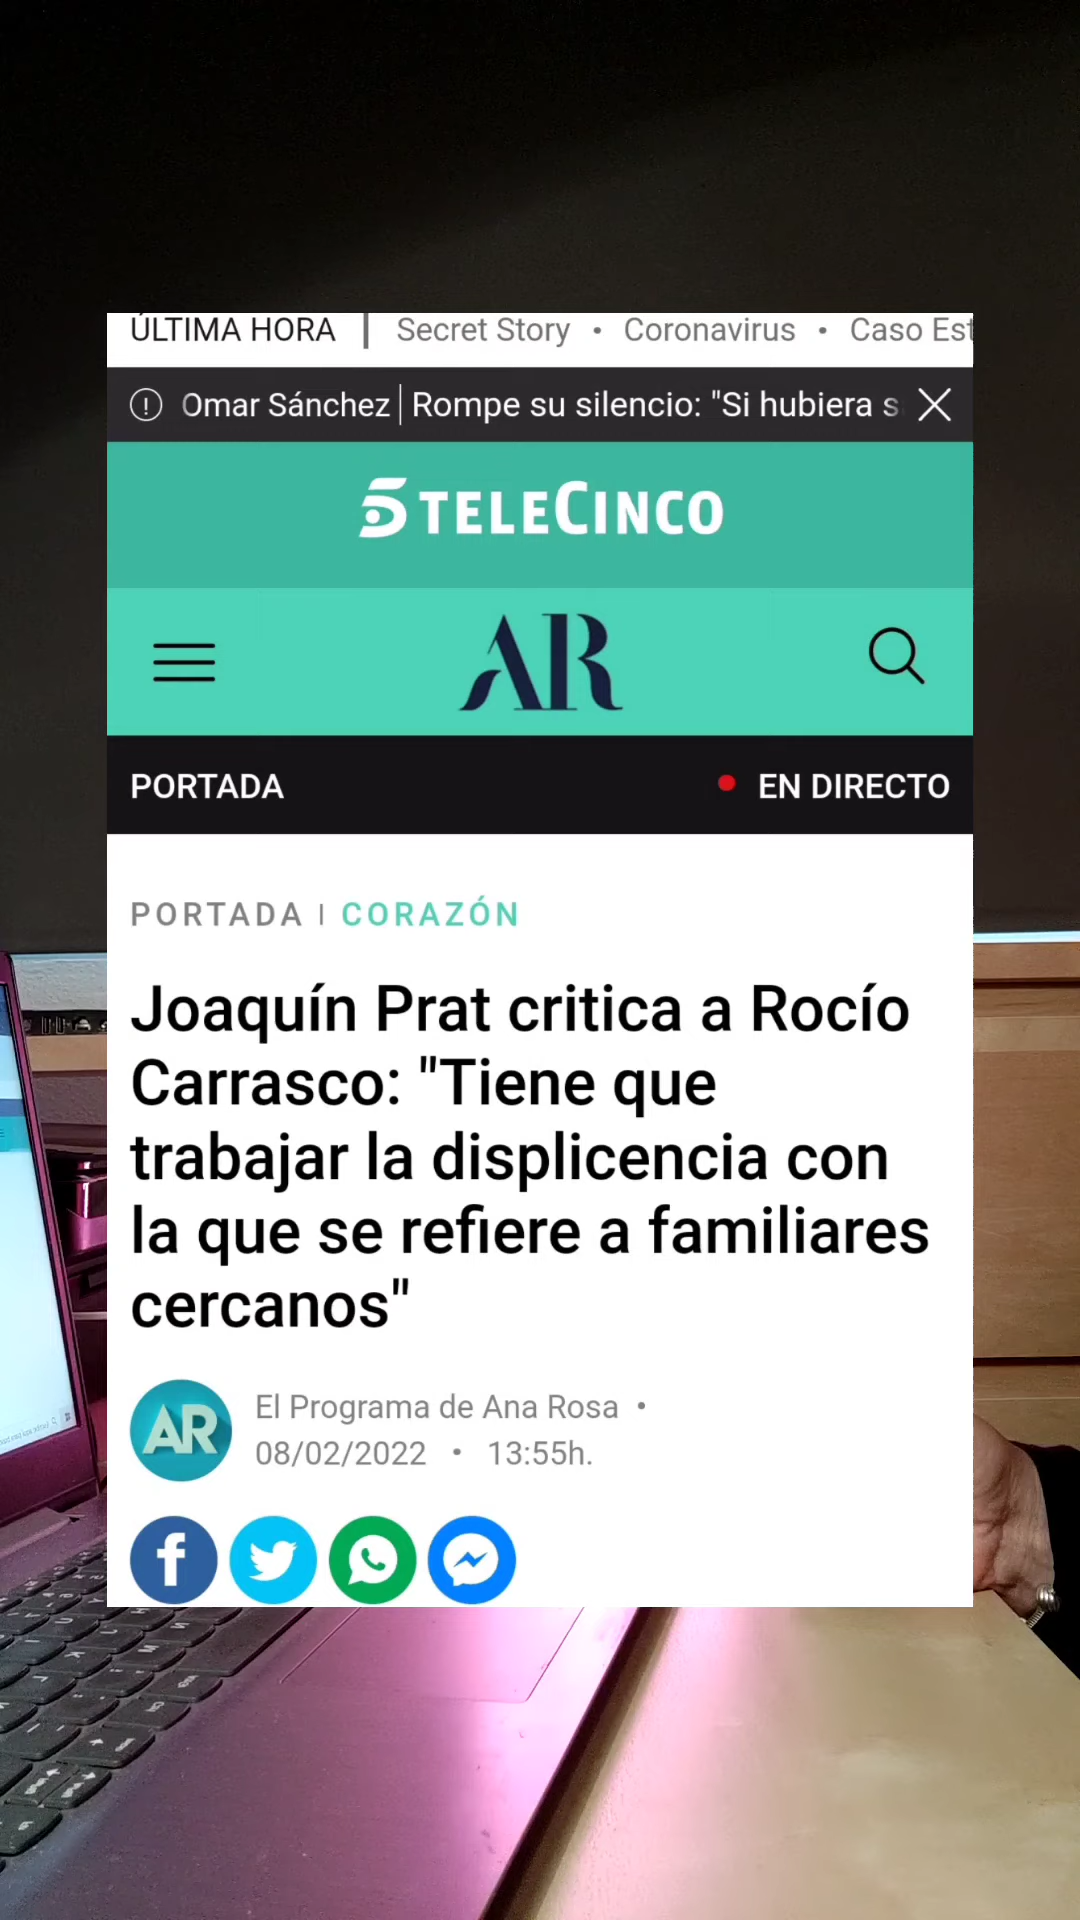 ÚLTIMA HORA | Secret Story • Coronavirus • Caso Est
Omar Sánchez | Rompe su silencio: "Si hubiera s
5 TELECINCO
AR
PORTADA • EN DIRECTO
PORTADA | CORAZÓN
Joaquín Prat critica a Rocío
Carrasco: "Tiene que
trabajar la displicencia con
la que se refiere a familiares
cercanos"
AR
El Programa de Ana Rosa •
08/02/2022 • 13:55h.